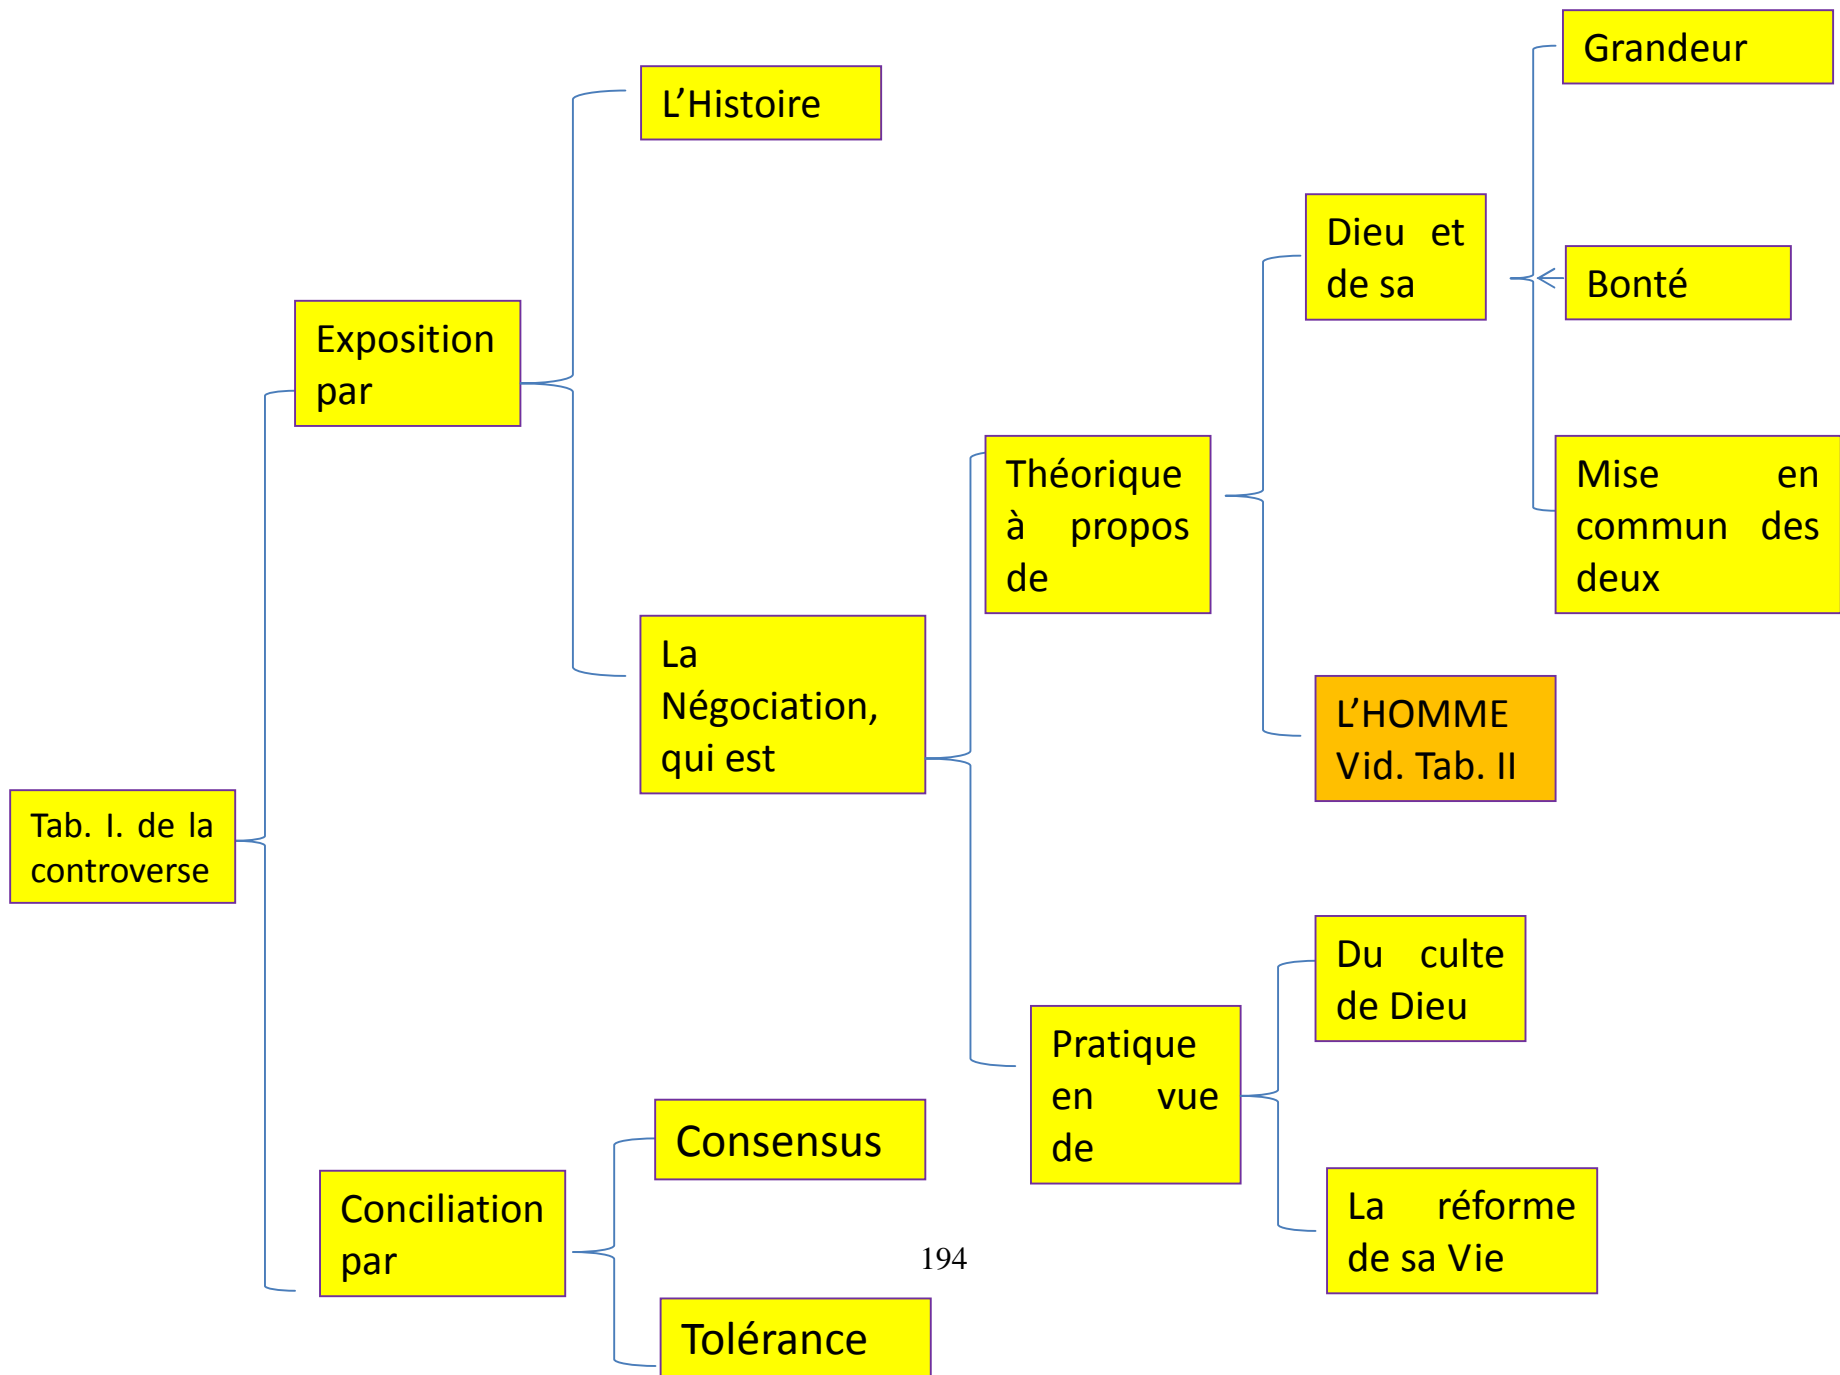 Grandeur
L’Histoire
Dieu et
de sa
Bonté
Exposition
par
Théorique
à propos
de
Mise en
commun des
deux
La
Négociation,
qui est
L’HOMME
Vid. Tab. II
Tab. I. de la
controverse
Du culte
de Dieu
Pratique
en vue
de
Consensus
Conciliation
par
La réforme
de sa Vie
194
Tolérance